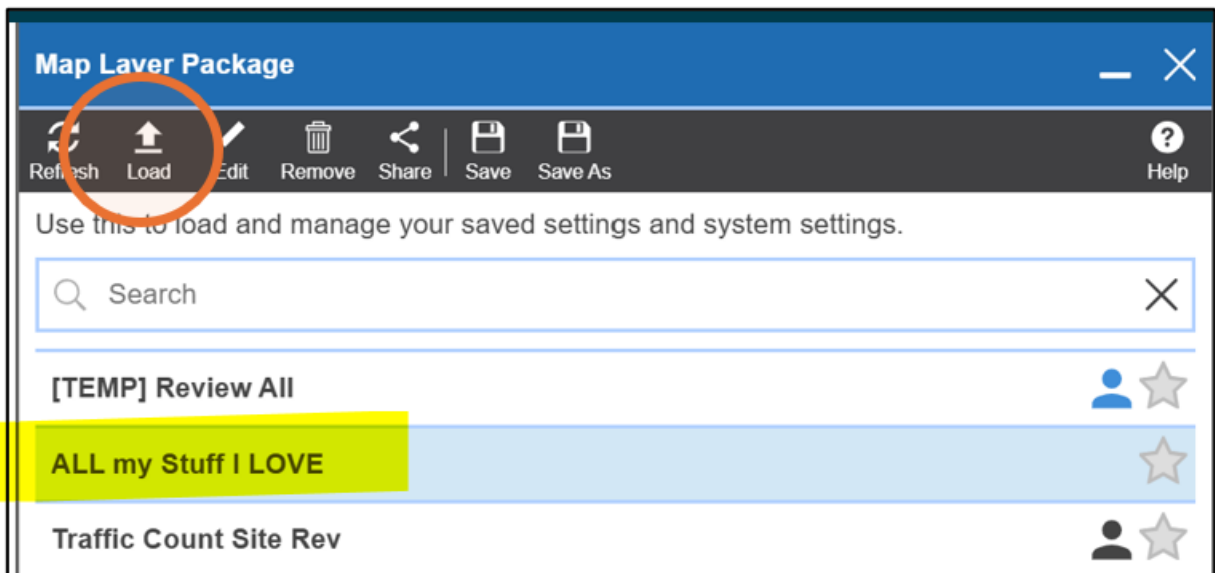 Map Layer Package
Refresh Load Edit Remove Share Save Save As Help
Use this to load and manage your saved settings and system settings.
Search
[TEMP] Review All
ALL my Stuff I LOVE
Traffic Count Site Rev